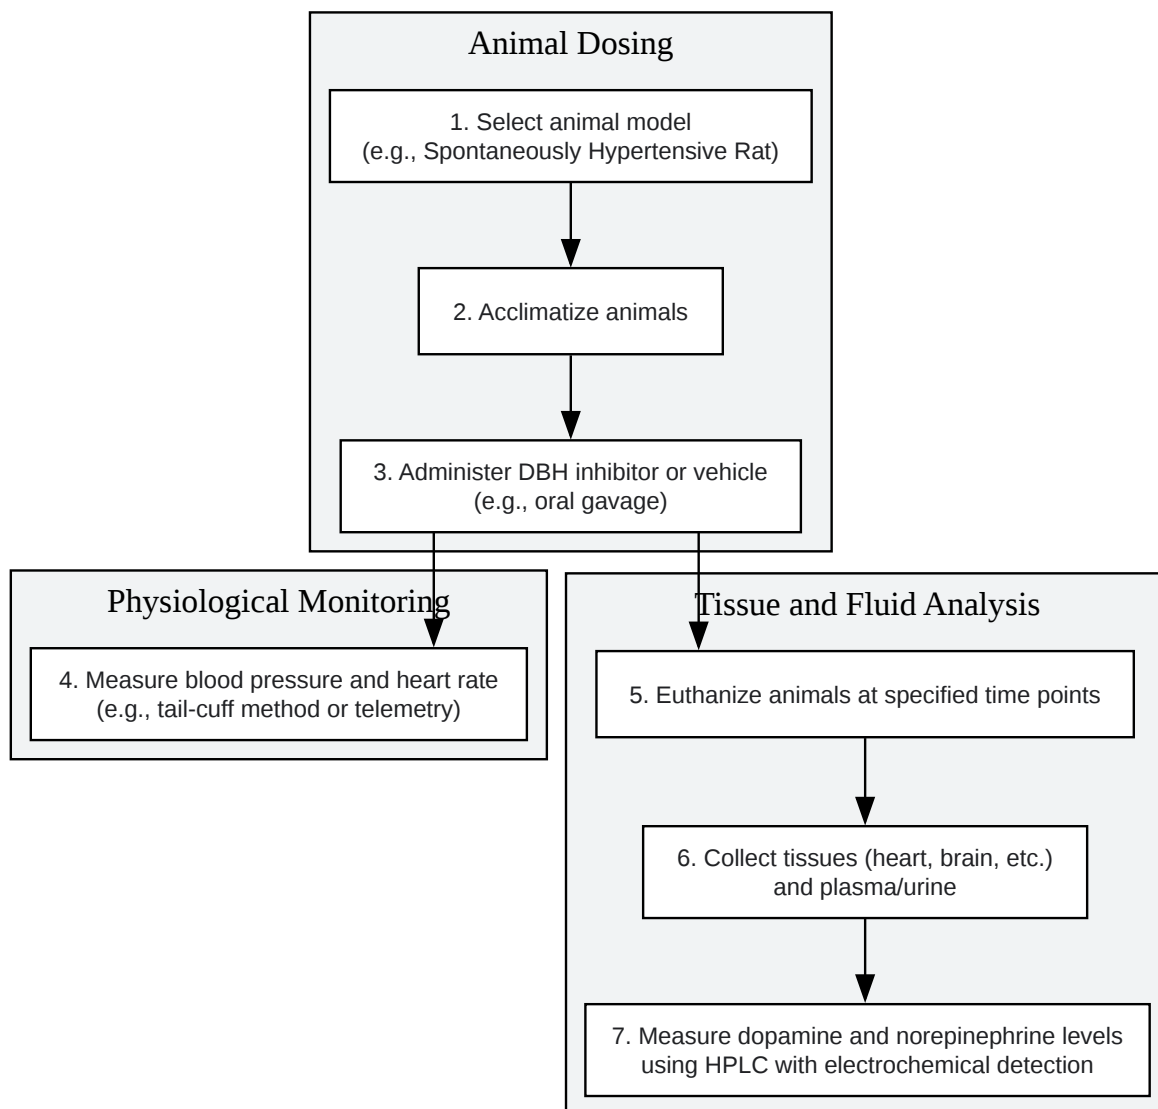 Animal Dosing
1. Select animal model
(e.g., Spontaneously Hypertensive Rat)
2. Acclimatize animals
3. Administer DBH inhibitor or vehicle
(e.g., oral gavage)
Physiological Monitoring
4. Measure blood pressure and heart rate
(e.g., tail-cuff method or telemetry)
Tissue and Fluid Analysis
5. Euthanize animals at specified time points
6. Collect tissues (heart, brain, etc.)
and plasma/urine
7. Measure dopamine and norepinephrine levels
using HPLC with electrochemical detection